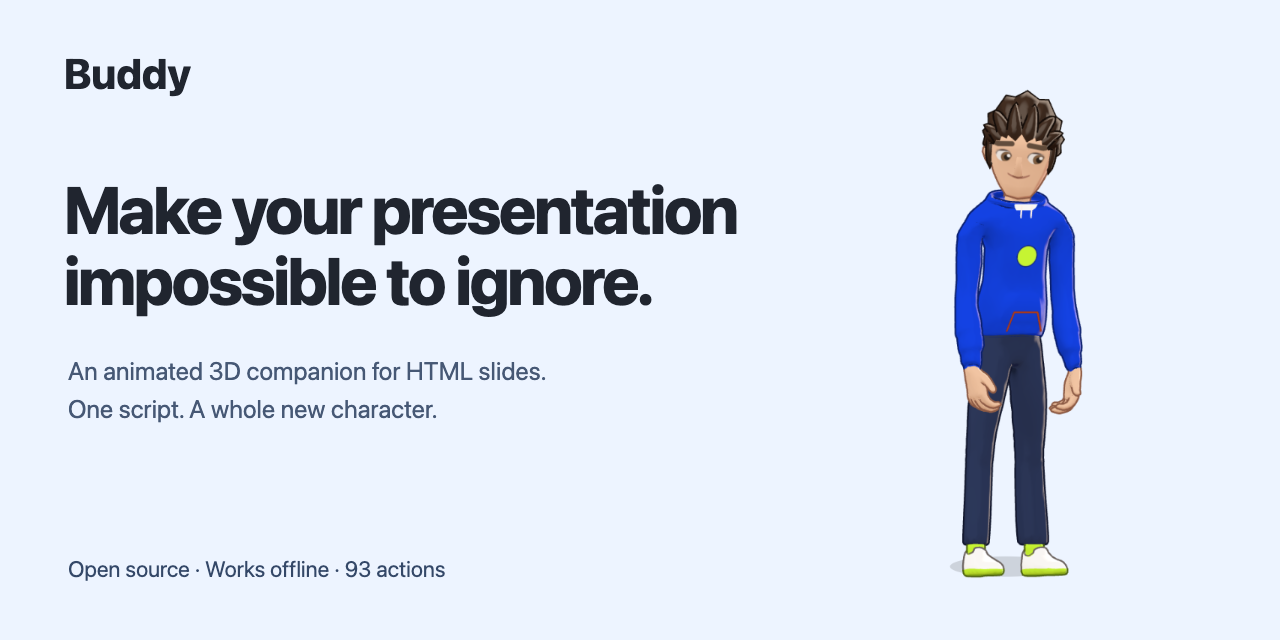 Buddy
Make your presentation
impossible to ignore.
An animated 3D companion for HTML slides.
One script. A whole new character.
Open source · Works offline · 93 actions